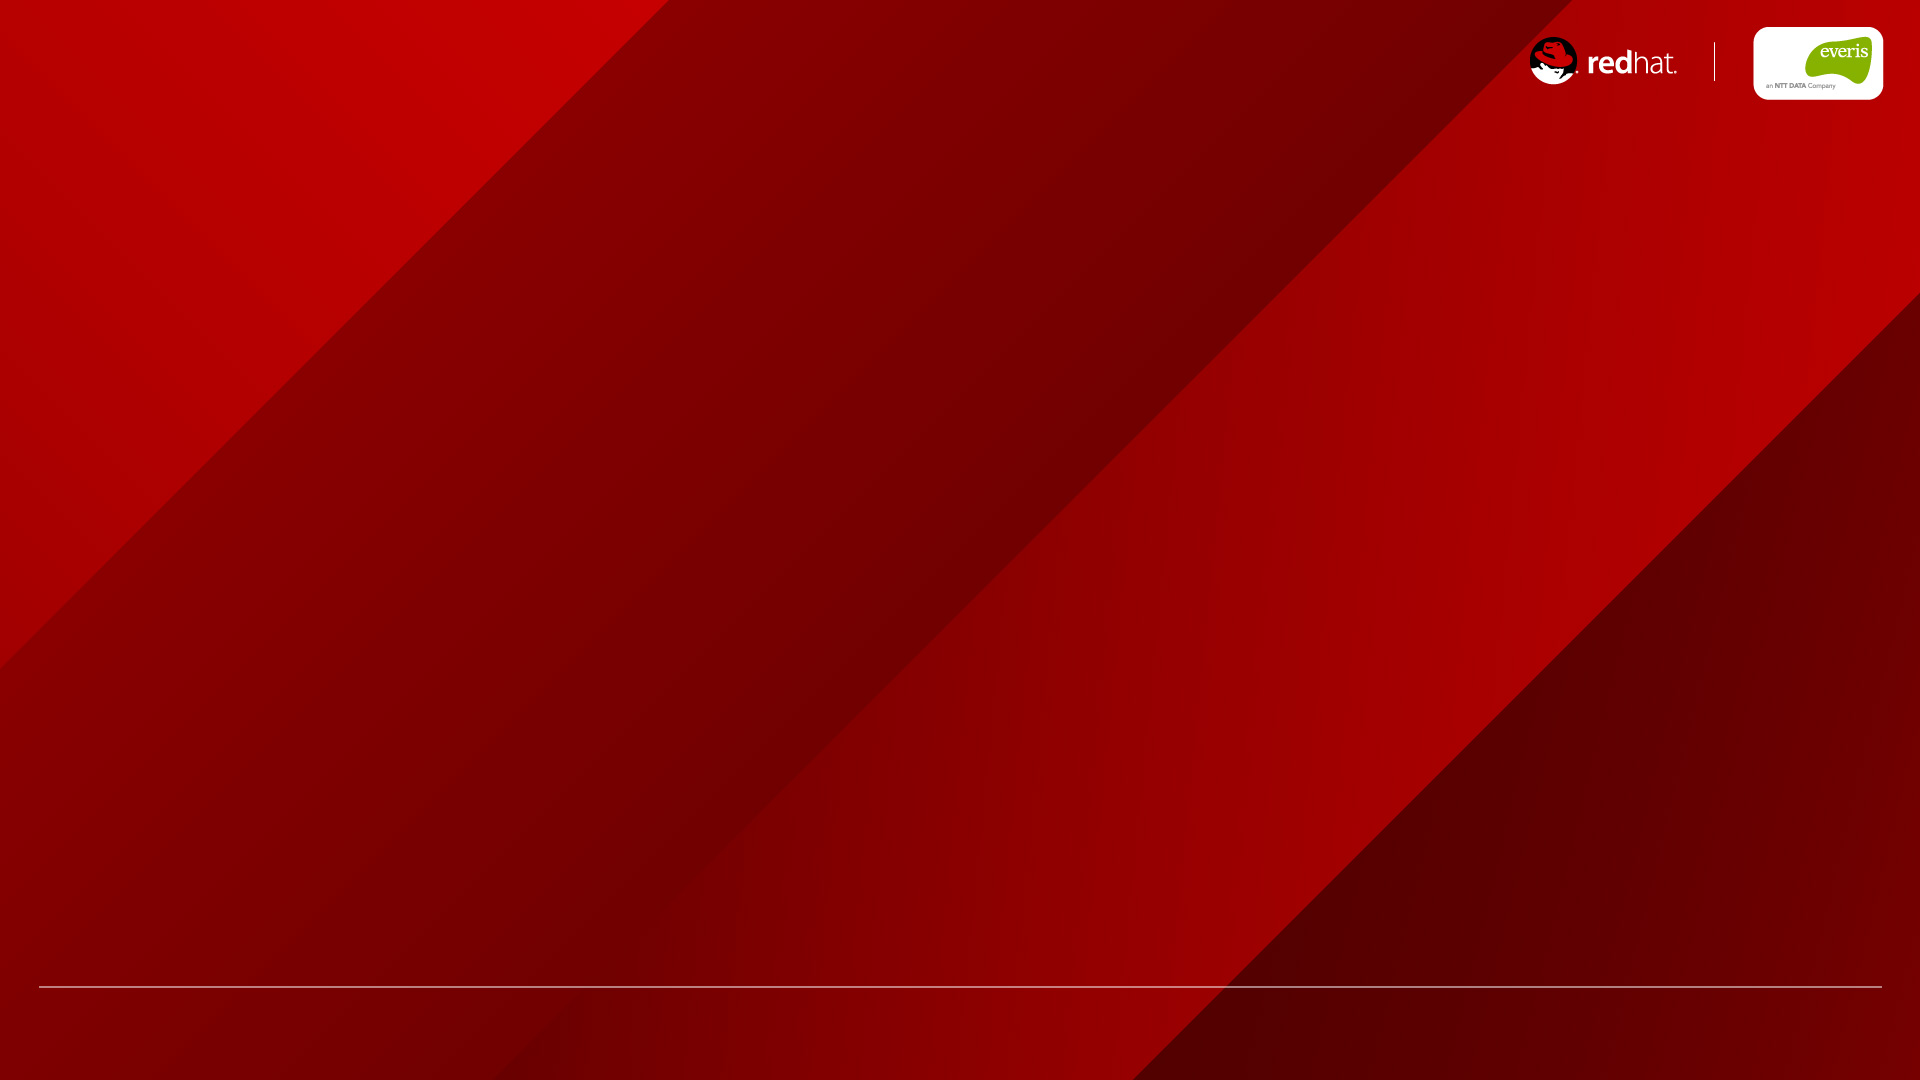 redhat.
everis
an NTT DATA Company